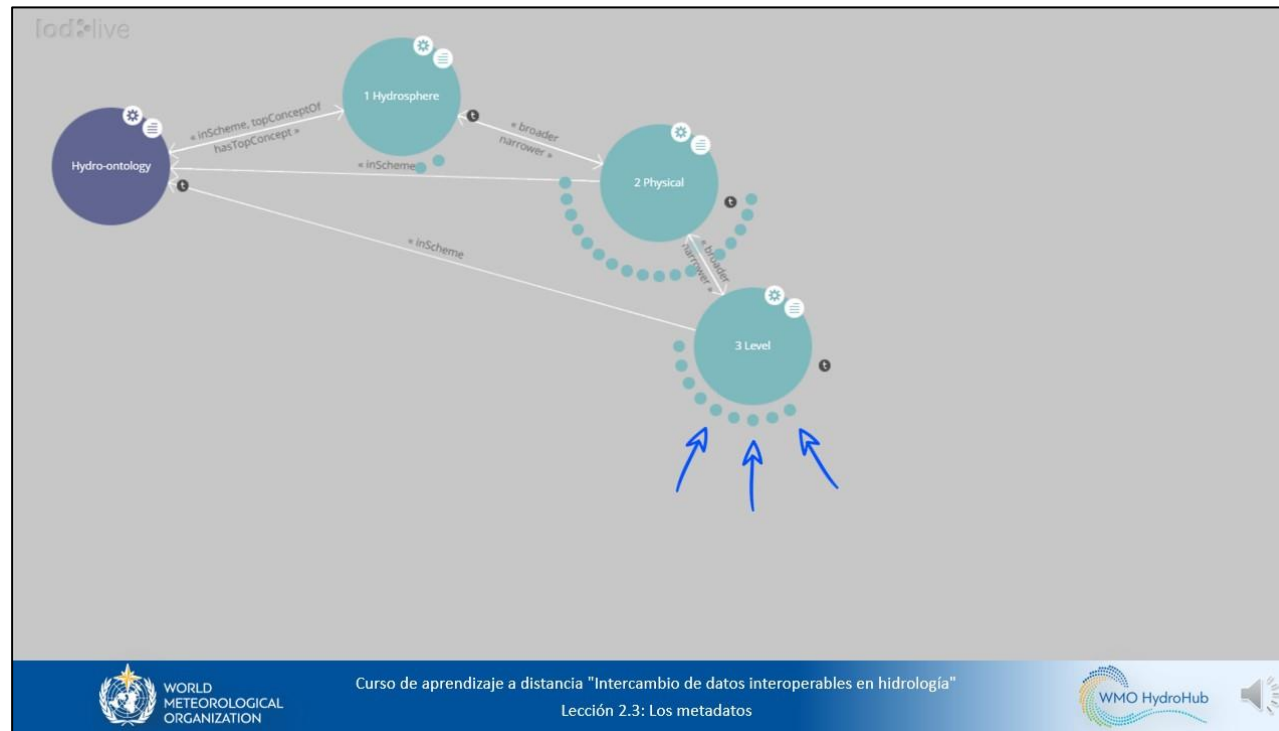 lod live
1 Hydrosphere
« inScheme, topConceptOf
hasTopConcept »
« broader
narrower »
Hydro-ontology
« inScheme
2 Physical
t
t
t
« inScheme
« broader
narrower »
3 Level
t
WORLD
METEOROLOGICAL
ORGANIZATION
Curso de aprendizaje a distancia "Intercambio de datos interoperables en hidrología"
Lección 2.3: Los metadatos
WMO HydroHub